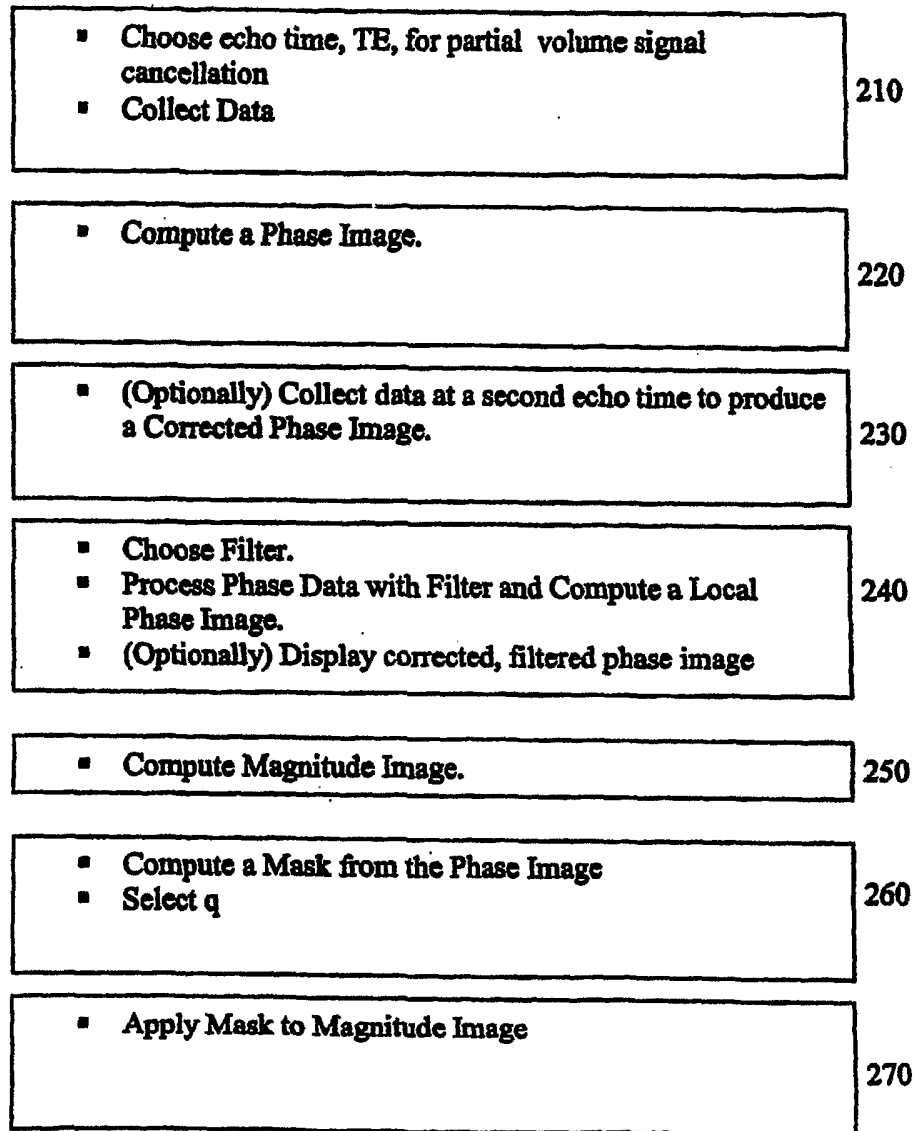 ▪ Choose echo time, TE, for partial volume signal
cancellation
▪ Collect Data
210
▪ Compute a Phase Image.
220
▪ (Optionally) Collect data at a second echo time to produce
a Corrected Phase Image.
230
▪ Choose Filter.
▪ Process Phase Data with Filter and Compute a Local
Phase Image.
▪ (Optionally) Display corrected, filtered phase image
240
▪ Compute Magnitude Image.
250
▪ Compute a Mask from the Phase Image
▪ Select q
260
▪ Apply Mask to Magnitude Image
270